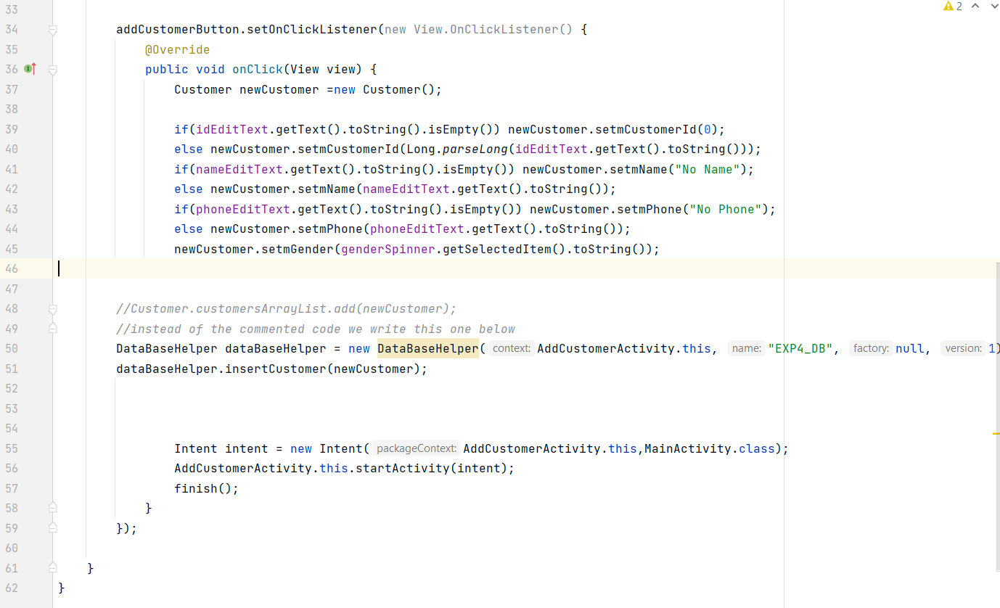 2
33
34 addCustomerButton.setOnClickListener(new View.OnClickListener() {
35 @Override
36 public void onClick(View view) {
37 Customer newCustomer =new Customer();
38
39 if(idEditText.getText().toString().isEmpty()) newCustomer.setmCustomerId(0);
40 else newCustomer.setmCustomerId(Long.parseLong(idEditText.getText().toString()));
41 if(nameEditText.getText().toString().isEmpty()) newCustomer.setmName("No Name");
42 else newCustomer.setmName(nameEditText.getText().toString());
43 if(phoneEditText.getText().toString().isEmpty()) newCustomer.setmPhone("No Phone");
44 else newCustomer.setmPhone(phoneEditText.getText().toString());
45 newCustomer.setmGender(genderSpinner.getSelectedItem().toString());
46
47
48 //Customer.customersArrayList.add(newCustomer);
49 //instead of the commented code we write this one below
50 DataBaseHelper dataBaseHelper = new DataBaseHelper( context: AddCustomerActivity.this, name: "EXP4_DB", factory: null, version: 1)
51 dataBaseHelper.insertCustomer(newCustomer);
52
53
54
55 Intent intent = new Intent( packageContext: AddCustomerActivity.this,MainActivity.class);
56 AddCustomerActivity.this.startActivity(intent);
57 finish();
58 }
59 });
60
61 }
62 }